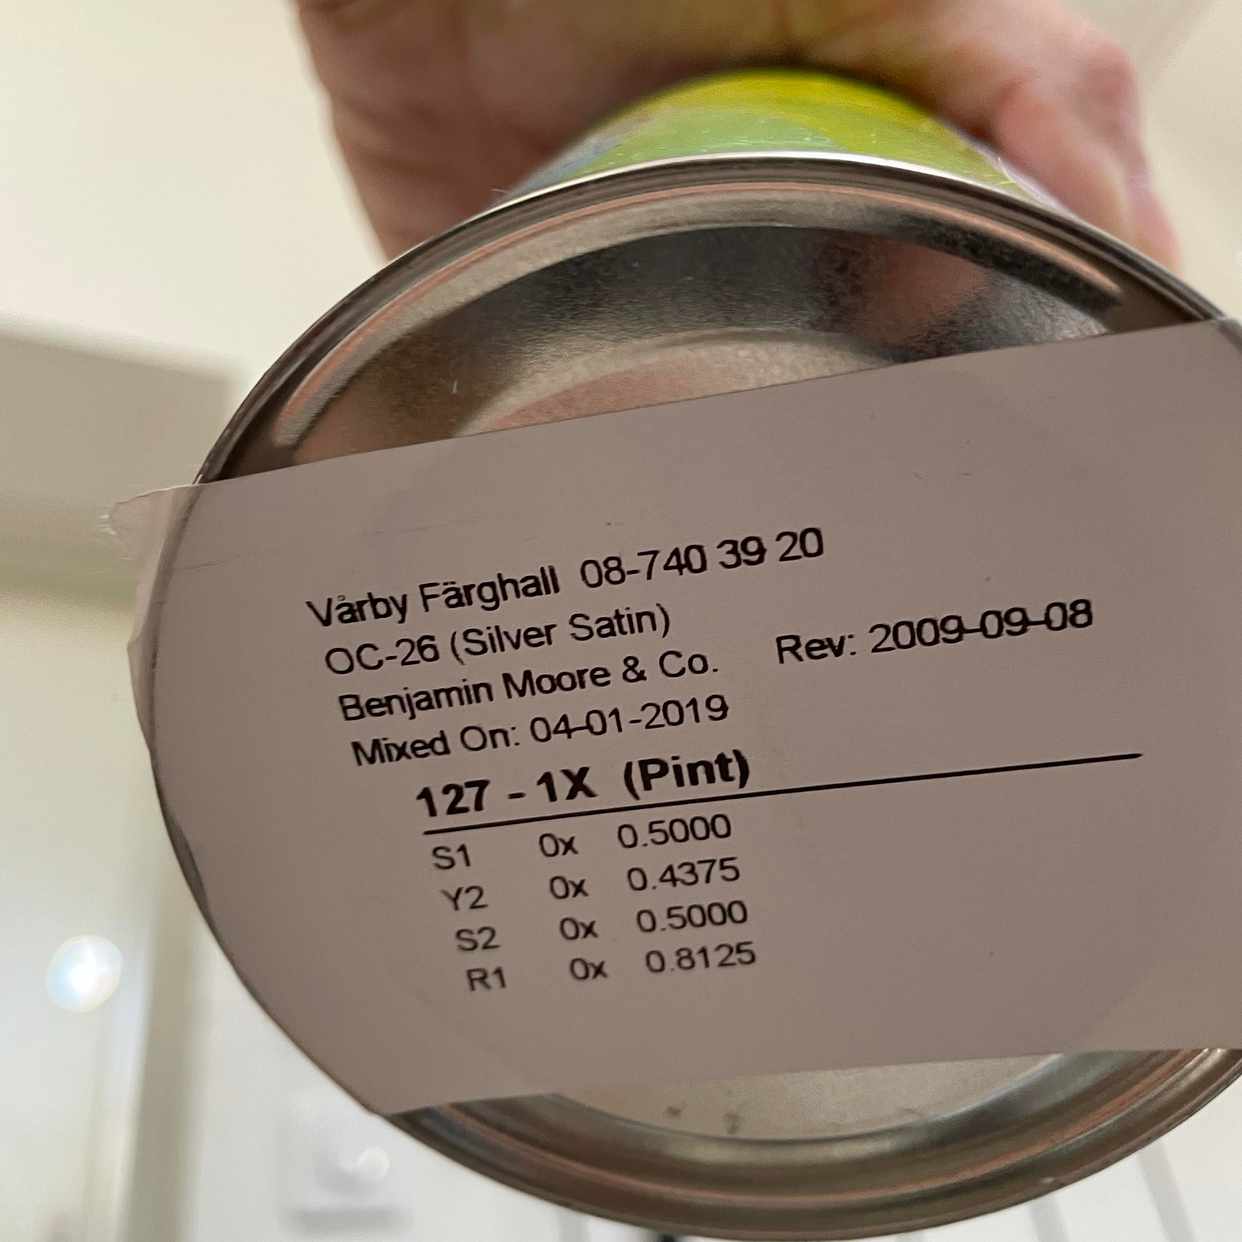 Vårby Färghall 08-740 39 20
OC-26 (Silver Satin)
Benjamin Moore & Co. Rev: 2009-09-08
Mixed On: 04-01-2019
127 - 1X (Pint)
S1 0x 0.5000
Y2 0x 0.4375
S2 0x 0.5000
R1 0x 0.8125